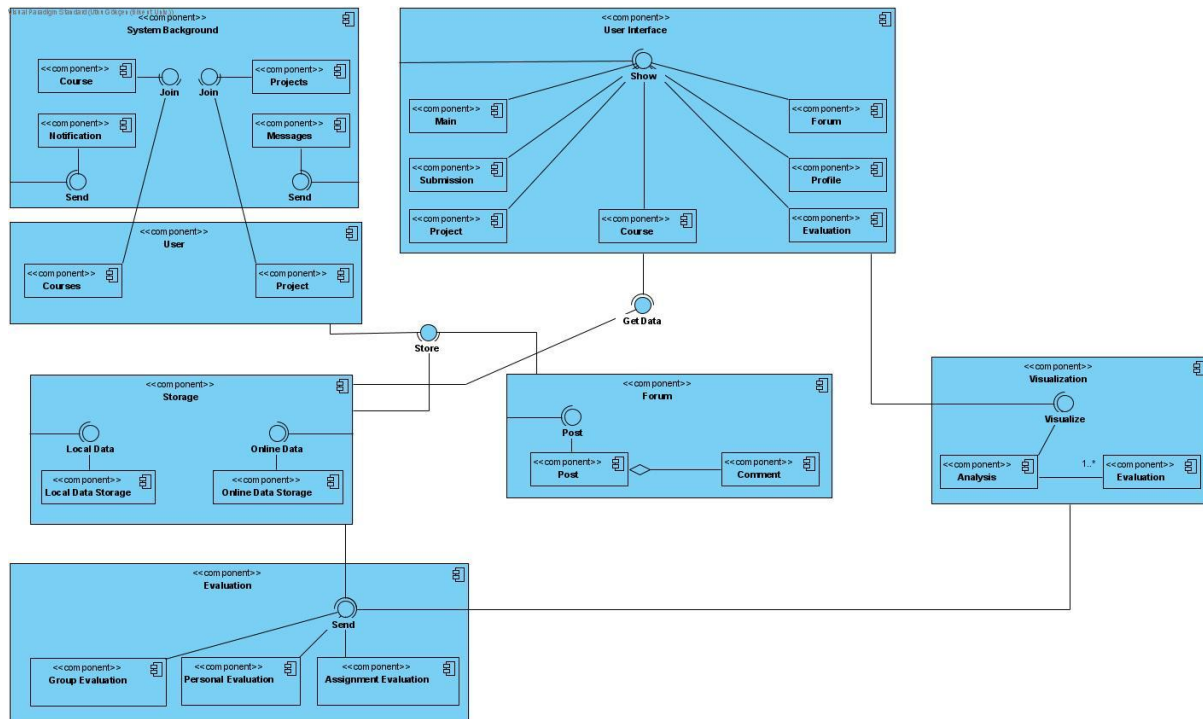 Visual Paradigm Standard
<<component>>
System Background
<<component>>
Course
Join
Join
<<component>>
Projects
<<component>>
Notification
<<component>>
Messages
Send
Send
<<component>>
User
<<component>>
Courses
<<component>>
Project
<<component>>
User Interface
Show
<<component>>
Main
<<component>>
Forum
<<component>>
Submission
<<component>>
Profile
<<component>>
Project
<<component>>
Course
<<component>>
Evaluation
Get Data
Store
<<component>>
Storage
Local Data
Online Data
<<component>>
Local Data Storage
<<component>>
Online Data Storage
<<component>>
Forum
Post
<<component>>
Post
<<component>>
Comment
<<component>>
Visualization
Visualize
1..*
<<component>>
Analysis
<<component>>
Evaluation
<<component>>
Evaluation
Send
<<component>>
Group Evaluation
<<component>>
Personal Evaluation
<<component>>
Assignment Evaluation